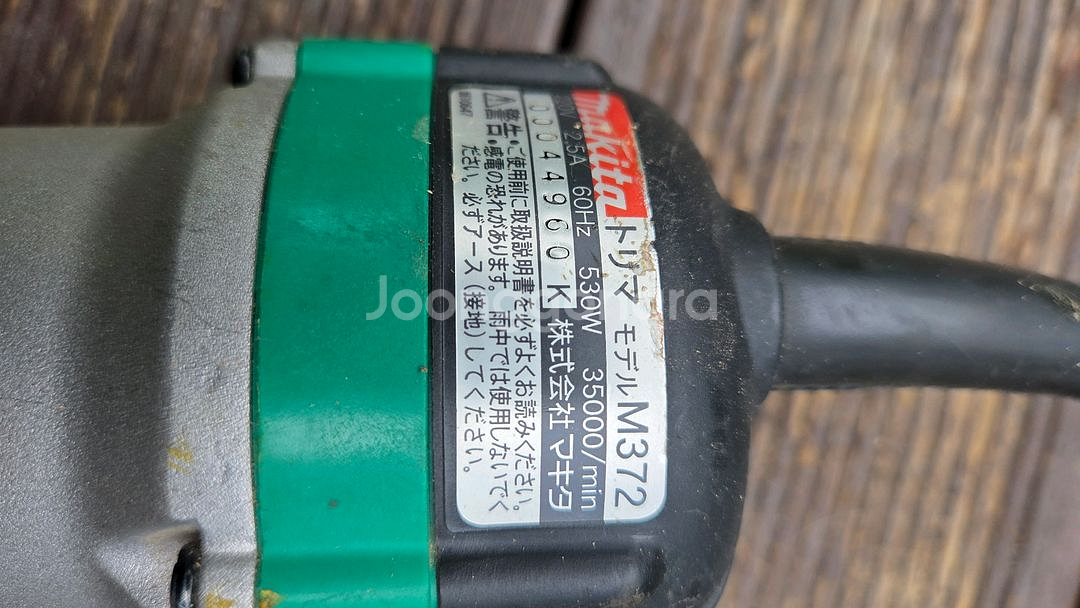 makita トリマ モデル M372
100V 2.5A 60Hz 530W 35000/min
00044960 K 株式会社マキタ
警告 ・ご使用前に取扱説明書を必ずよくお読みください。
・感電の恐れがあります。雨中では使用しないでく
ださい。必ずアース(接地)してください。
Joonggonara